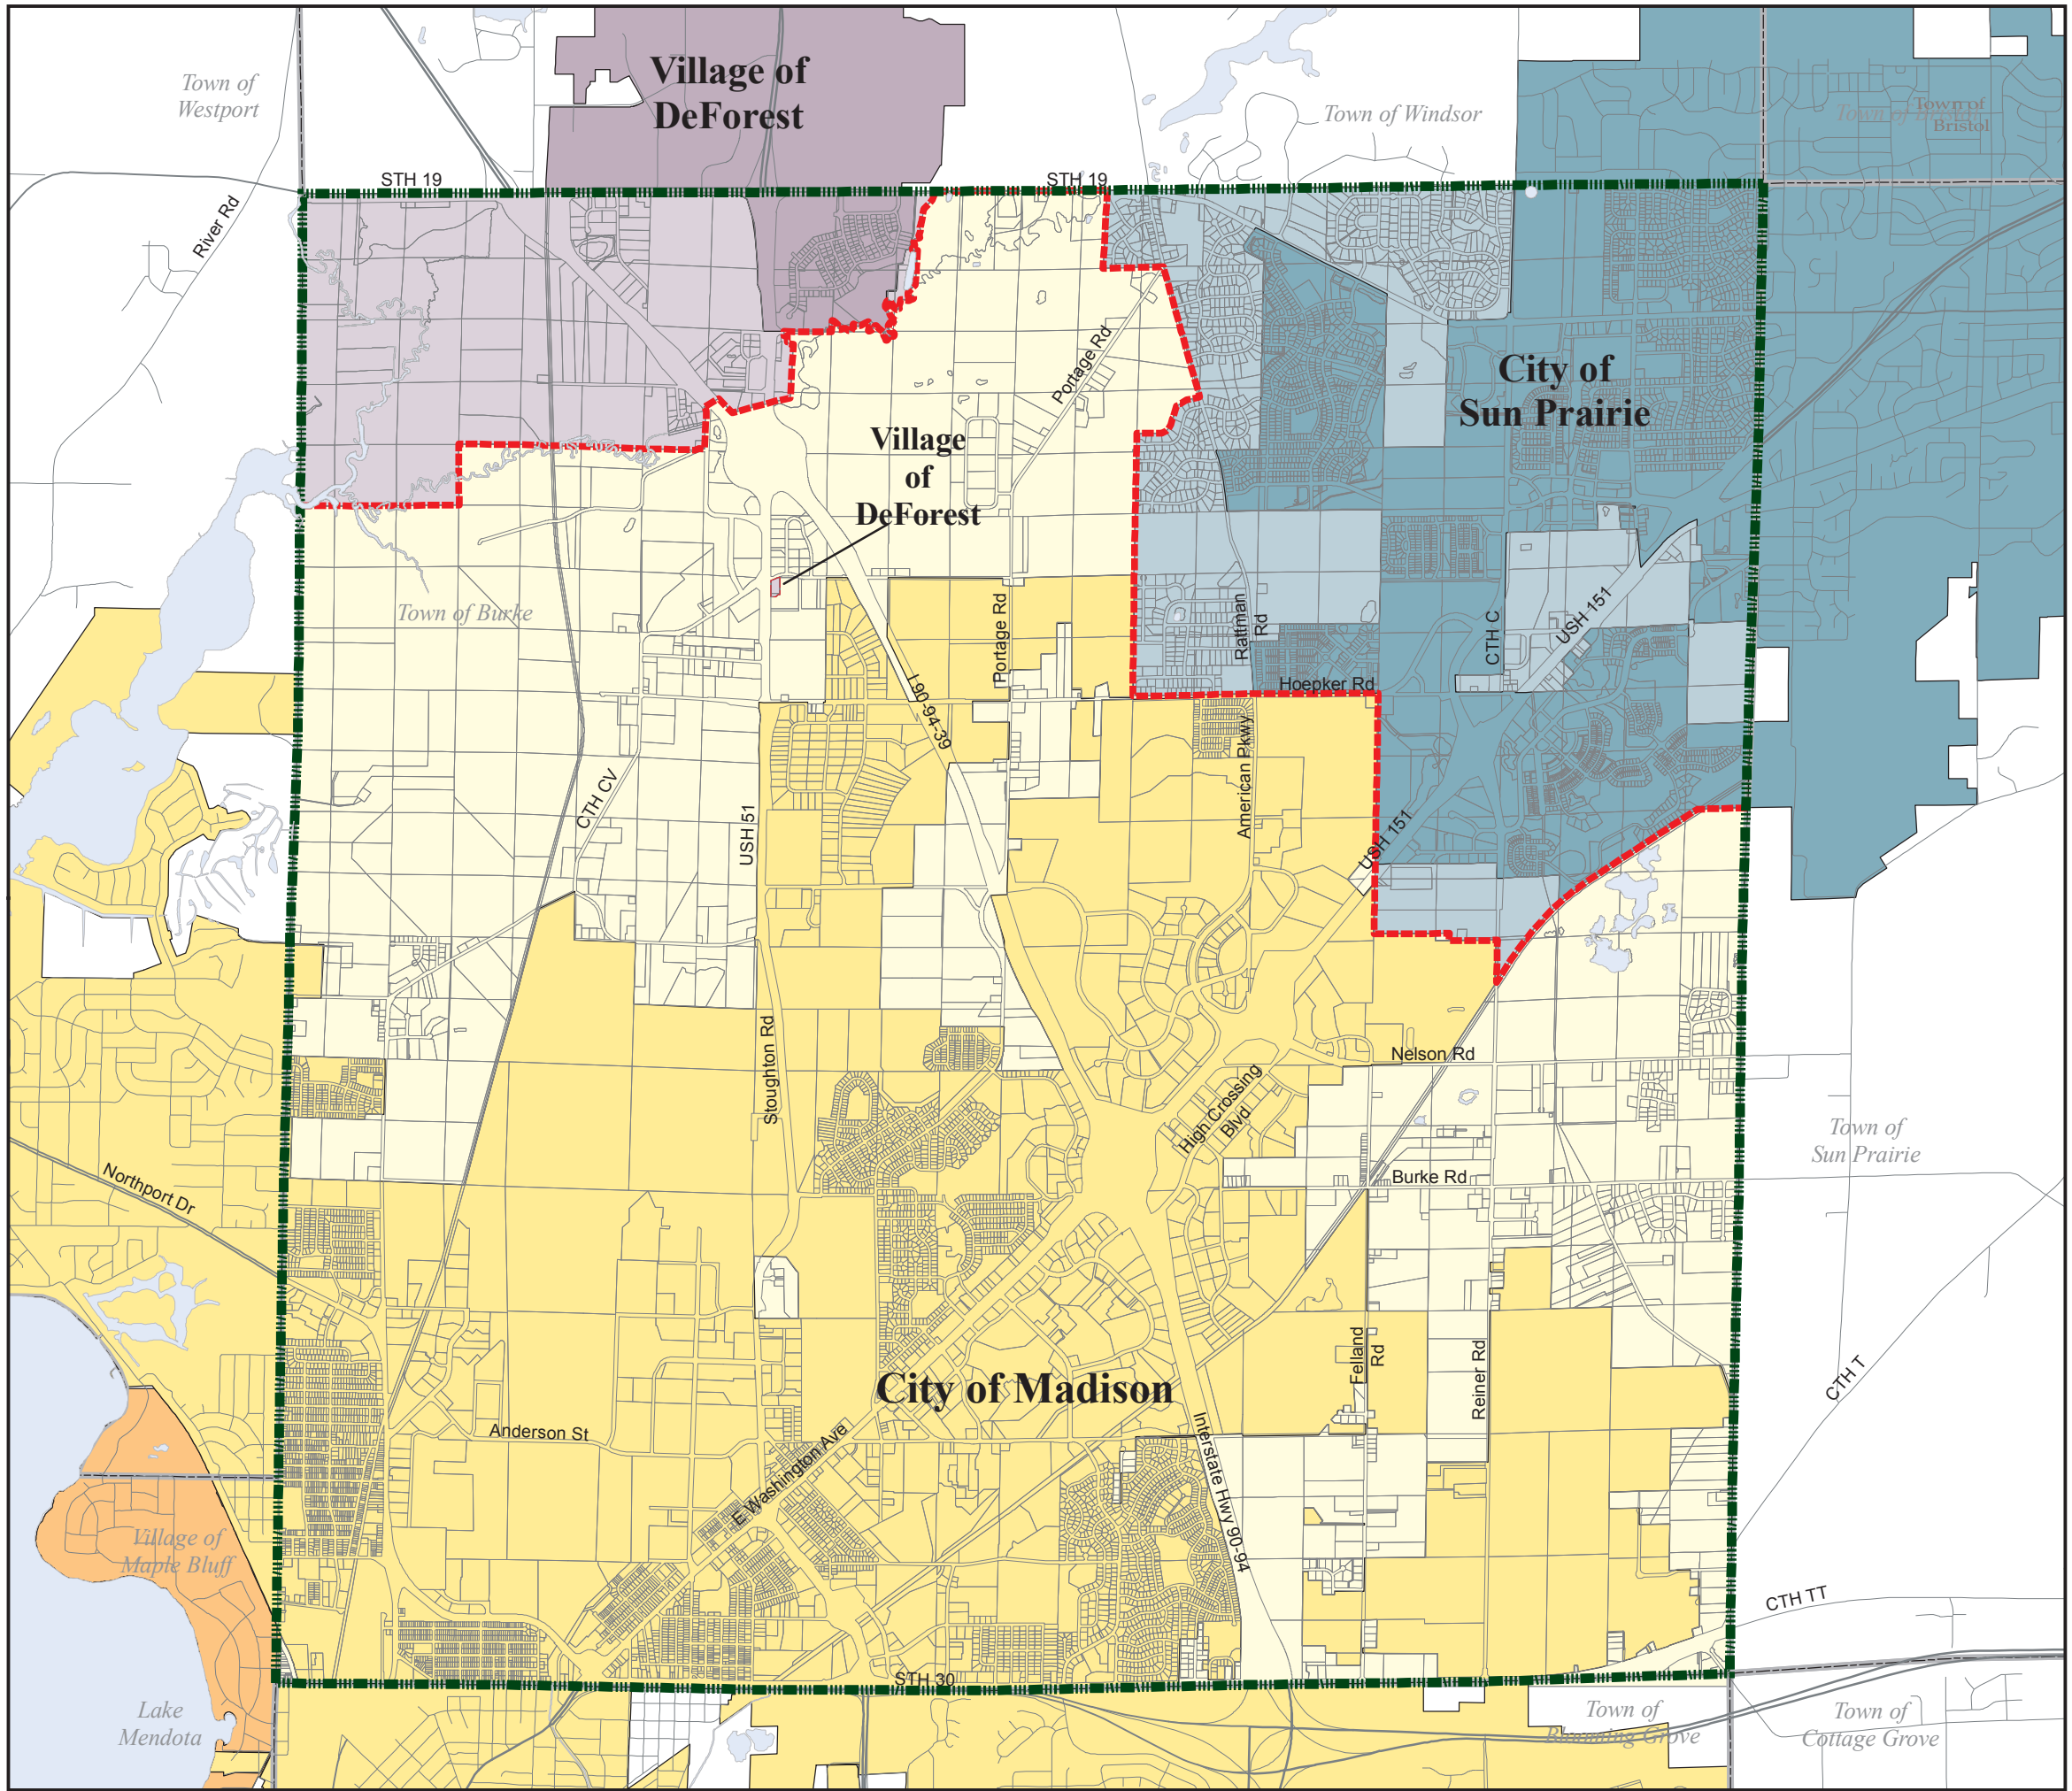 Village of
DeForest
Town of
Westport
Town of Windsor
Town of Bristol
Town of
Bristol
STH 19
STH 19
River Rd
City of
Sun Prairie
Portage Rd
Village
of
DeForest
Town of Burke
Portage Rd
Rattman
Rd
CTH C
USH 151
Hoepker Rd
I-90-94-39
American Pkwy
CTH CV
USH 51
USH 151
Stoughton Rd
Nelson Rd
High Crossing
Blvd
Town of
Sun Prairie
Northport Dr
Burke Rd
Felland
Rd
Reiner Rd
CTH T
City of Madison
Anderson St
E Washington Ave
Interstate Hwy 90-94
Village of
Maple Bluff
CTH TT
STH 30
Lake
Mendota
Town of
Blooming Grove
Town of
Cottage Grove